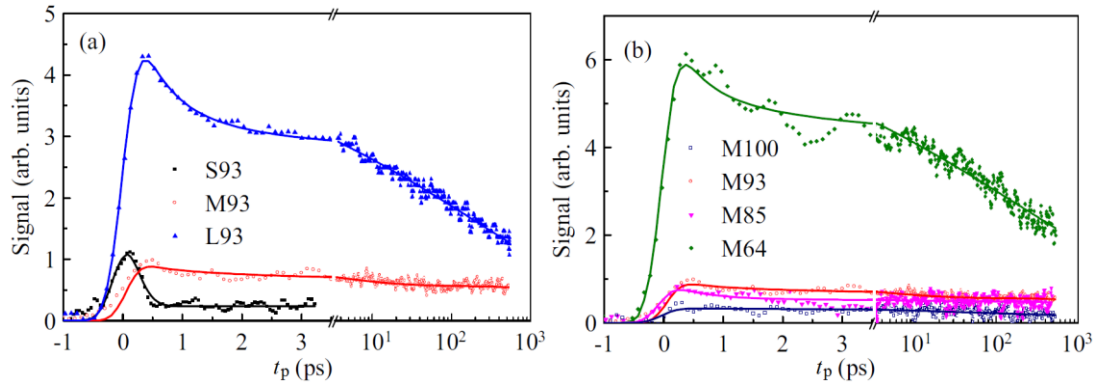 (a)
Signal (arb. units)
5
4
3
2
1
0
S93
M93
L93
-1 0 1 2 3 10¹ 10² 10³
tₚ (ps)
(b)
Signal (arb. units)
6
4
2
0
M100
M93
M85
M64
-1 0 1 2 3 10¹ 10² 10³
tₚ (ps)